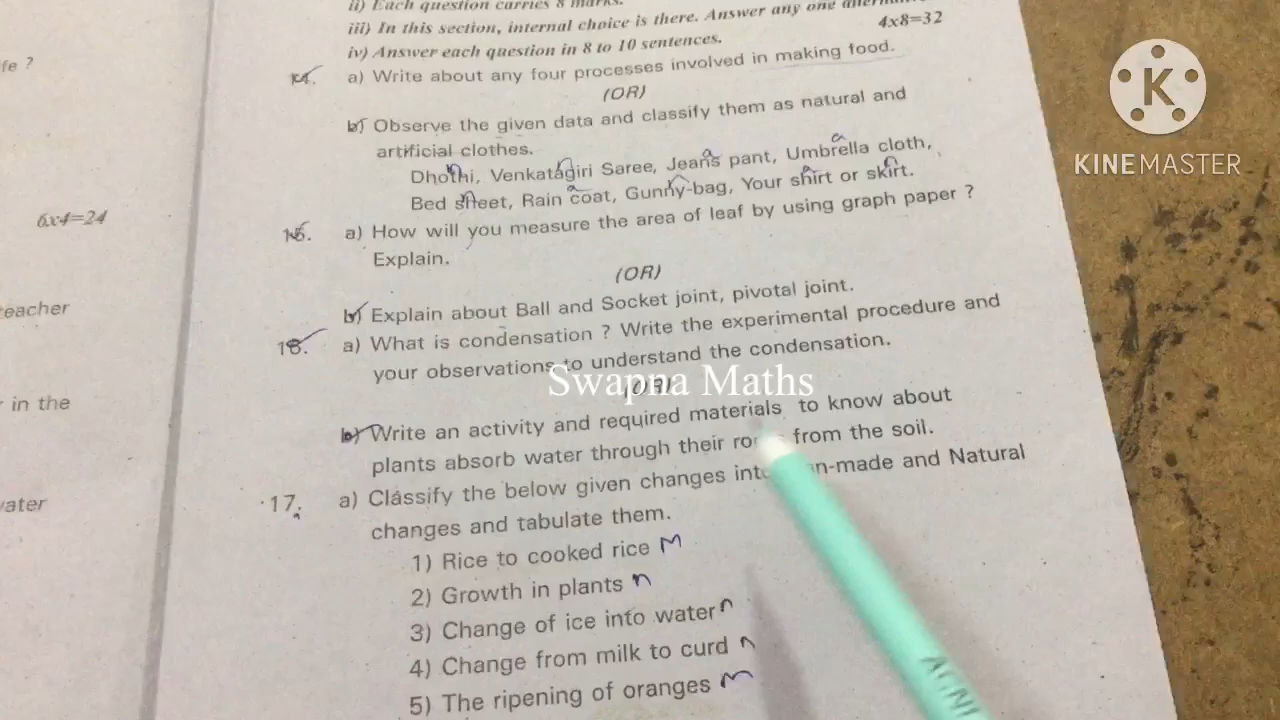 ii) Each question carries 8 marks.
iii) In this section, internal choice is there. Answer any one
4x8=32
iv) Answer each question in 8 to 10 sentences.
fe ?
14. a) Write about any four processes involved in making food.
(OR)
b) Observe the given data and classify them as natural and
artificial clothes.
Dhothi, Venkatagiri Saree, Jeans pant, Umbrella cloth,
Bed sheet, Rain coat, Gunny-bag, Your shirt or skirt.
6x4=24
15. a) How will you measure the area of leaf by using graph paper ?
Explain.
(OR)
eacher
b) Explain about Ball and Socket joint, pivotal joint.
16. a) What is condensation ? Write the experimental procedure and
your observations to understand the condensation.
(OR)
r in the
b) Write an activity and required materials to know about
plants absorb water through their from the soil.
17. a) Classify the below given changes into and Natural
vater
changes and tabulate them.
1) Rice to cooked rice M
2) Growth in plants n
3) Change of ice into water n
4) Change from milk to curd n
5) The ripening of oranges m
K
KINEMASTER
Swapna Maths